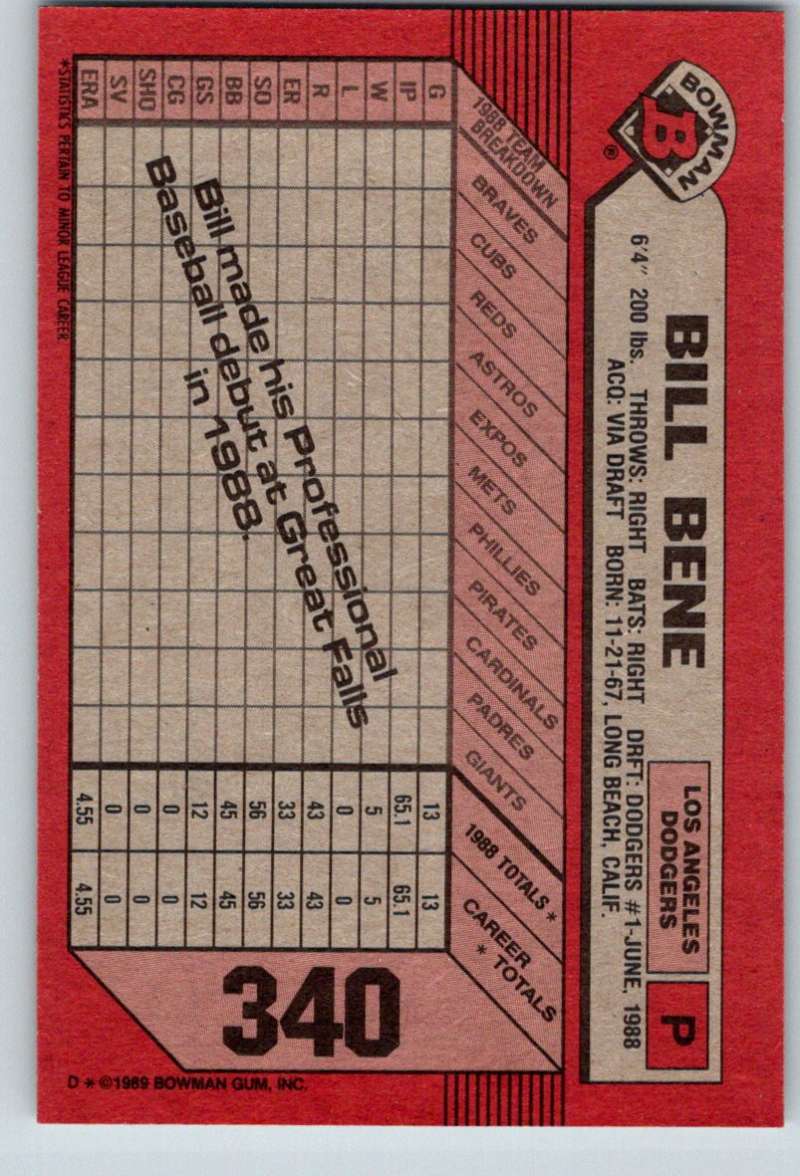 BOWMAN
B
®
BILL BENE
LOS ANGELES
DODGERS
P
6'4" 200 lbs. THROWS: RIGHT BATS: RIGHT DRFT: DODGERS #1-JUNE, 1988
ACQ: VIA DRAFT BORN: 11-21-67, LONG BEACH, CALIF.
1988 TEAM
BREAKDOWN
BRAVES
CUBS
REDS
ASTROS
EXPOS
METS
PHILLIES
PIRATES
CARDINALS
PADRES
GIANTS
1988 TOTALS *
CAREER
* TOTALS
G 13 13
IP 65.1 65.1
W 5 5
L 0 0
R 43 43
ER 33 33
SO 56 56
BB 45 45
GS 12 12
CG 0 0
SHO 0 0
SV 0 0
ERA 4.55 4.55
Bill made his Professional
Baseball debut at Great Falls
in 1988.
*STATISTICS PERTAIN TO MINOR LEAGUE CAREER
340
D * ©1989 BOWMAN GUM, INC.